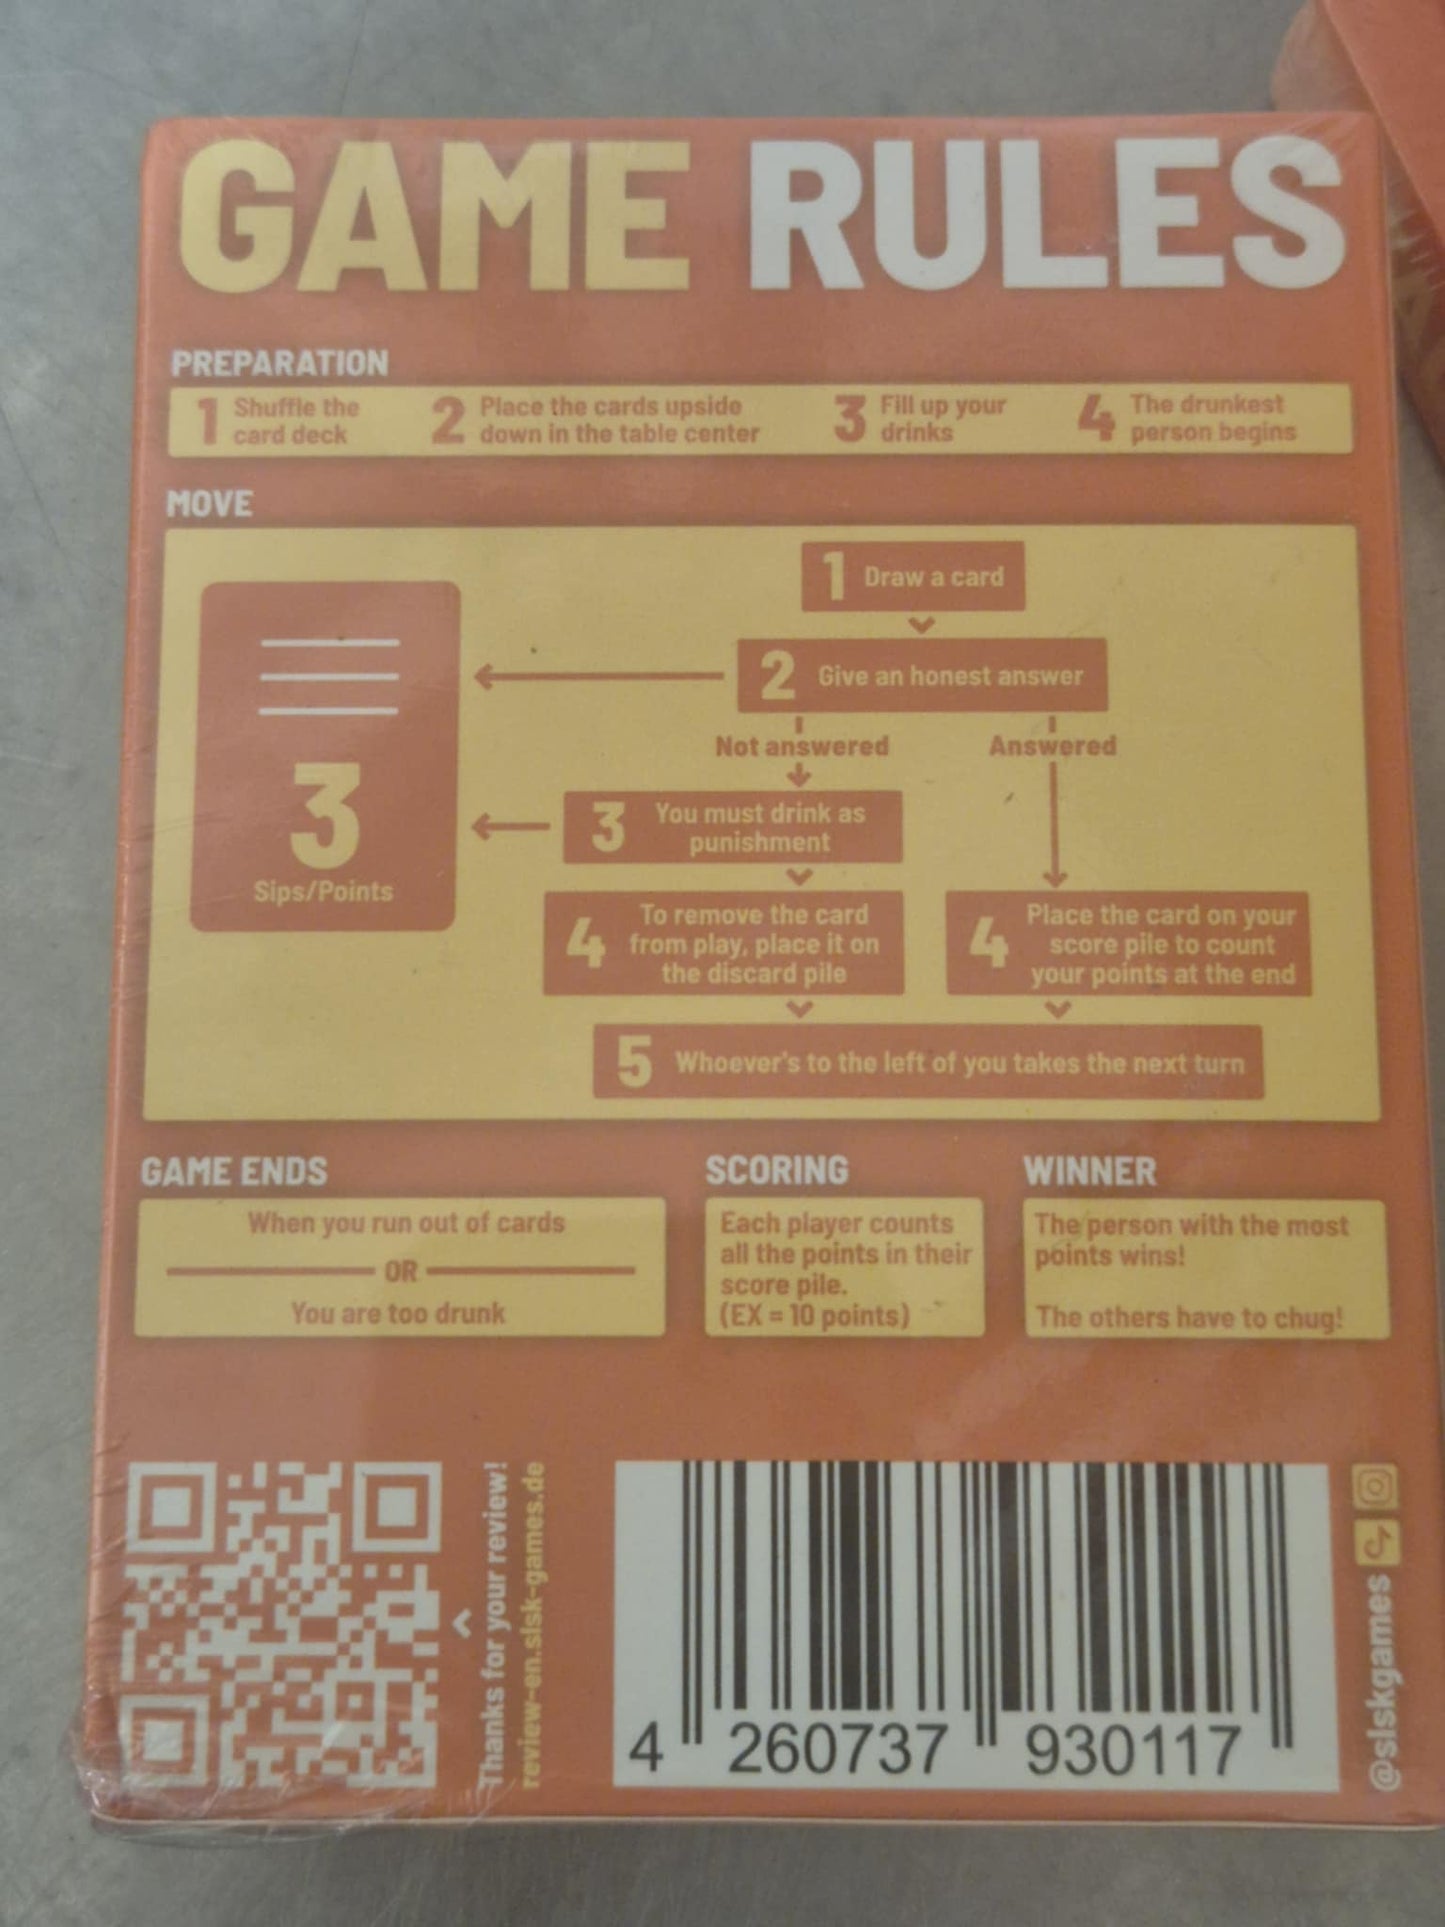 GAME RULES
PREPARATION
1 Shuffle the
card deck
2 Place the cards upside
down in the table center
3 Fill up your
drinks
4 The drunkest
person begins
MOVE
1 Draw a card
2 Give an honest answer
Not answered
Answered
3 You must drink as
punishment
3
Sips/Points
4 To remove the card
from play, place it on
the discard pile
4 Place the card on your
score pile to count
your points at the end
5 Whoever's to the left of you takes the next turn
GAME ENDS
When you run out of cards
OR
You are too drunk
SCORING
Each player counts
all the points in their
score pile.
(EX = 10 points)
WINNER
The person with the most
points wins!
The others have to chug!
Thanks for your review!
review-en.slsk-games.de
4 260737 930117
@slskgames